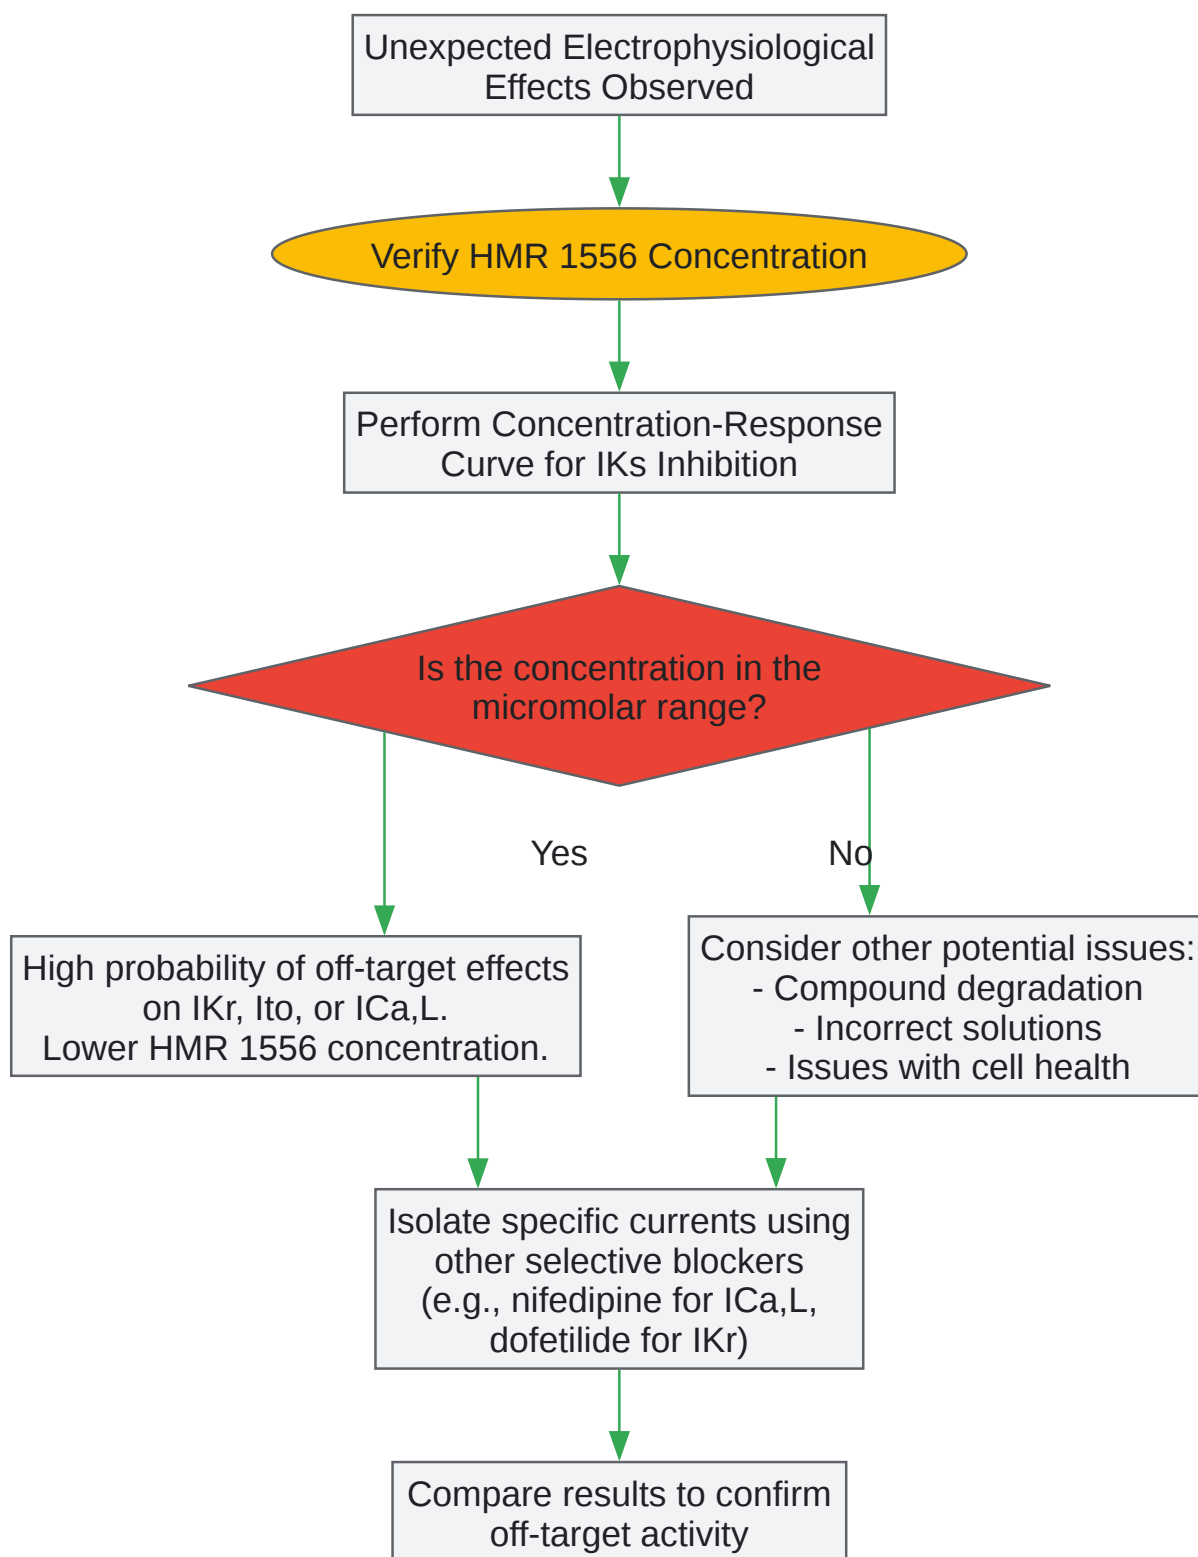 Unexpected Electrophysiological
Effects Observed
Verify HMR 1556 Concentration
Perform Concentration-Response
Curve for IKs Inhibition
Is the concentration in the
micromolar range?
Yes
No
High probability of off-target effects
on IKr, Ito, or ICa,L.
Lower HMR 1556 concentration.
Consider other potential issues:
- Compound degradation
- Incorrect solutions
- Issues with cell health
Isolate specific currents using
other selective blockers
(e.g., nifedipine for ICa,L,
dofetilide for IKr)
Compare results to confirm
off-target activity